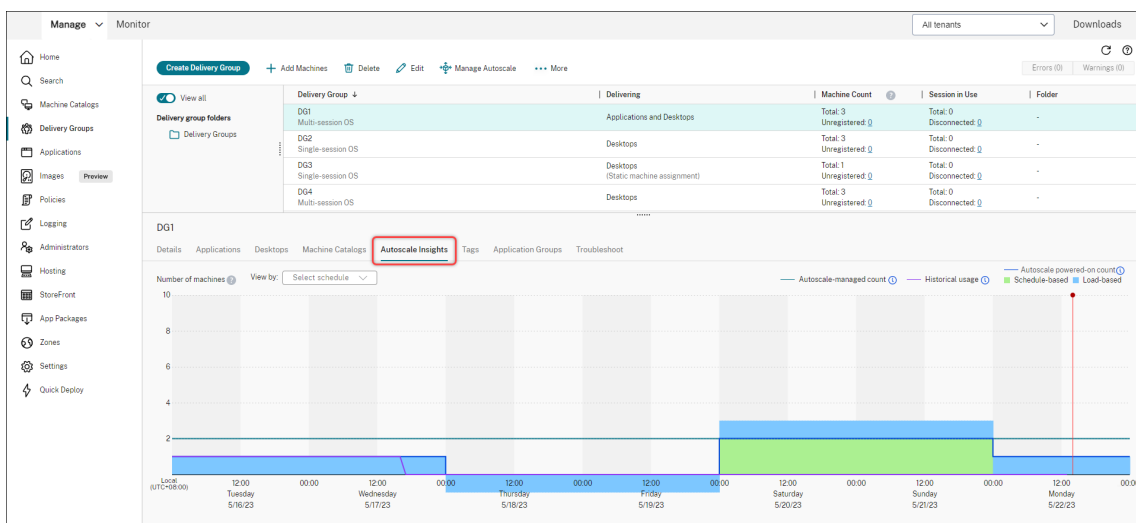 Manage Monitor All tenants Downloads
Home
Search
Machine Catalogs
Delivery Groups
Applications
Images Preview
Policies
Logging
Administrators
Hosting
StoreFront
App Packages
Zones
Settings
Quick Deploy
Create Delivery Group Add Machines Delete Edit Manage Autoscale More
Errors (0) Warnings (0)
View all
Delivery group folders
Delivery Groups
Delivery Group ↓ Delivering Machine Count Session in Use Folder
DG1 Applications and Desktops Total: 3 Total: 0 -
Multi-session OS Unregistered: 0 Disconnected: 0
DG2 Desktops Total: 3 Total: 0 -
Single-session OS Unregistered: 0 Disconnected: 0
DG3 Desktops Total: 1 Total: 0 -
Single-session OS (Static machine assignment) Unregistered: 0 Disconnected: 0
DG4 Desktops Total: 3 Total: 0 -
Multi-session OS Unregistered: 0 Disconnected: 0
DG1
Details Applications Desktops Machine Catalogs Autoscale Insights Tags Application Groups Troubleshoot
Number of machines View by: Select schedule
Autoscale-managed count Historical usage Autoscale powered-on count
Schedule-based Load-based
10
8
6
4
2
Local
(UTC+08:00)
12:00 00:00 12:00 00:00 12:00 00:00 12:00 00:00 12:00 00:00 12:00 00:00 12:00 00:0
Tuesday Wednesday Thursday Friday Saturday Sunday Monday
5/16/23 5/17/23 5/18/23 5/19/23 5/20/23 5/21/23 5/22/23